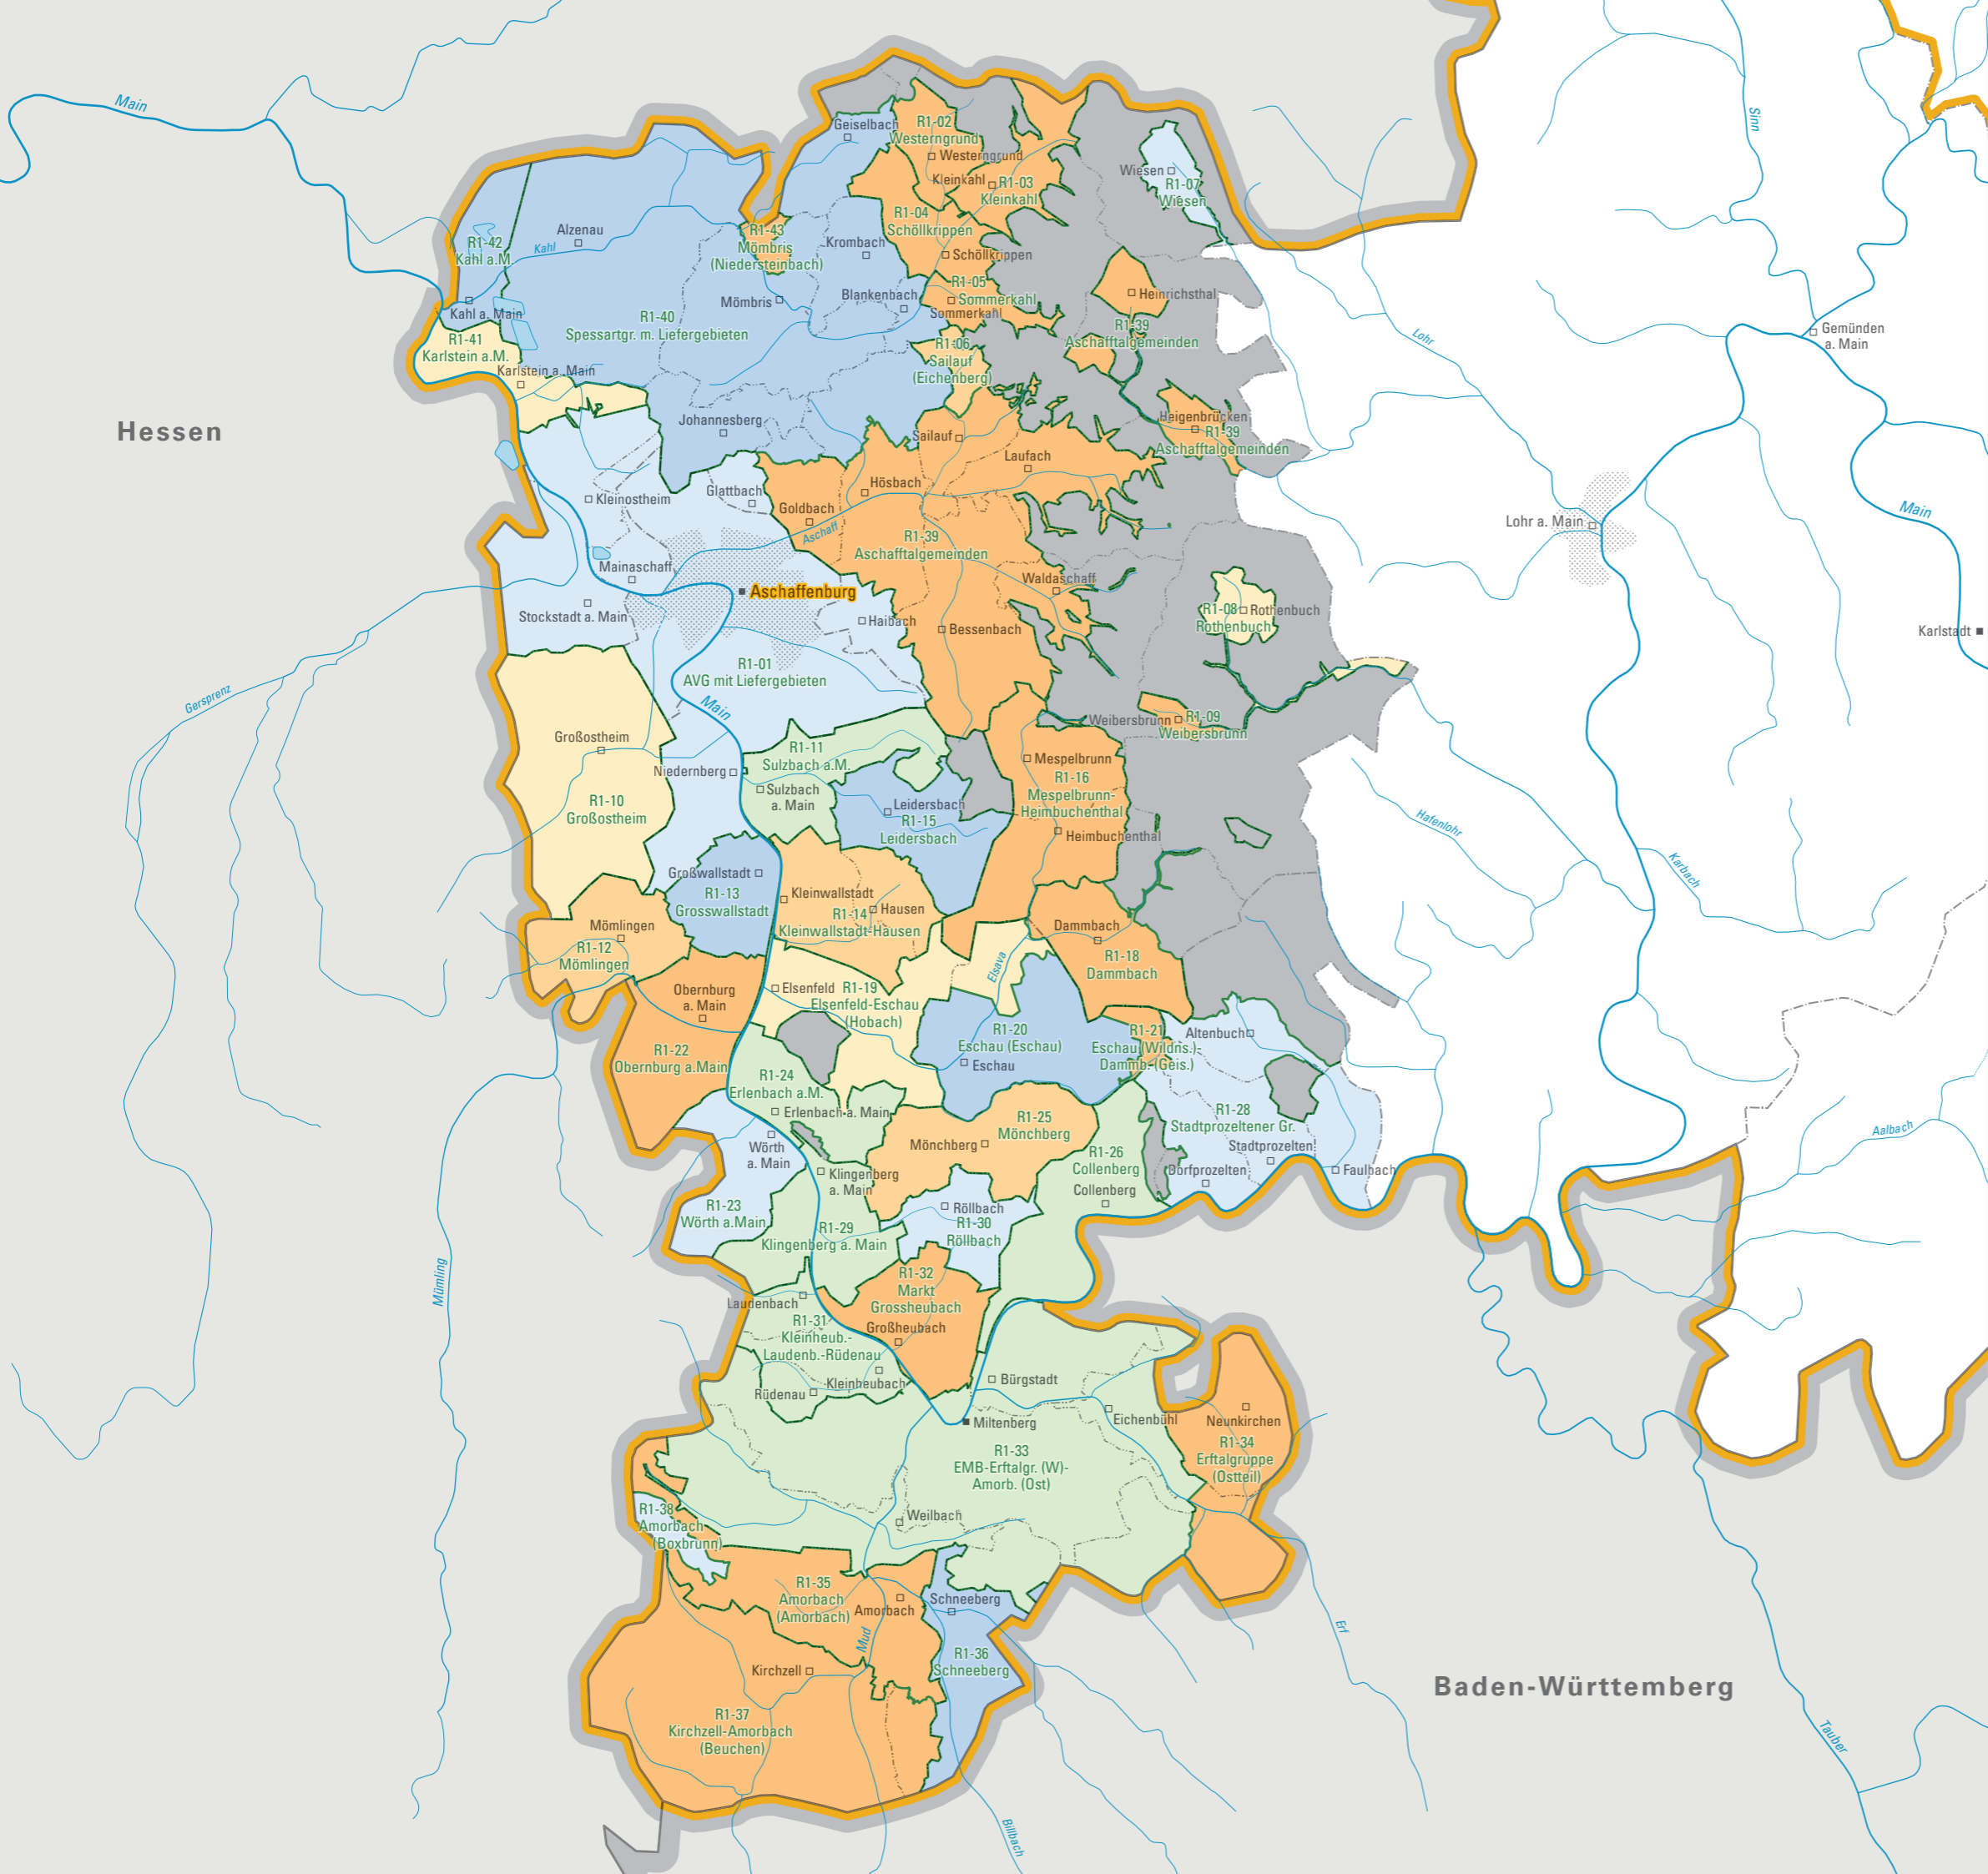 Main
Sinn
Geiselbach
R1-02
Westerngrund
Westerngrund
Kleinkahl
R1-03
Kleinkahl
Wiesen
R1-07
Wiesen
R1-04
Schöllkrippen
Schöllkrippen
R1-42
Kahl a.M.
Alzenau
Kahl
R1-43
Mömbris
(Niedersteinbach)
Krombach
Mömbris
Blankenbach
R1-05
Sommerkahl
Sommerkahl
Heinrichsthal
Kahl a. Main
R1-40
Spessartgr. m. Liefergebieten
R1-39
Aschafftalgemeinden
R1-41
Karlstein a.M.
Karlstein a. Main
R1-06
Sailauf
(Eichenberg)
Lohr
Gemünden
a. Main
Hessen
Johannesberg
Sailauf
Heigenbrücken
R1-39
Aschafftalgemeinden
Laufach
Hösbach
Glattbach
Kleinostheim
Goldbach
Aschaff
Main
Lohr a. Main
R1-39
Aschafftalgemeinden
Mainaschaff
Waldaschaff
Aschaffenburg
Stockstadt a. Main
Haibach
Bessenbach
R1-08
Rothenbuch
Rothenbuch
Karlstadt
R1-01
AVG mit Liefergebieten
Gersprenz
Main
Weibersbrunn
R1-09
Weibersbrunn
Großostheim
R1-11
Sulzbach a.M.
Niedernberg
Sulzbach
a. Main
Mespelbrunn
R1-16
Mespelbrunn-
Heimbuchenthal
Heimbuchenthal
R1-10
Großostheim
Leidersbach
R1-15
Leidersbach
Hafenlohr
Karbach
Großwallstadt
R1-13
Grosswallstadt
Kleinwallstadt
Hausen
R1-14
Kleinwallstadt-Hausen
Mömlingen
R1-12
Mömlingen
Dammbach
R1-18
Dammbach
Elsava
Obernburg
a. Main
Elsenfeld
R1-19
Elsenfeld-Eschau
(Hobach)
R1-20
Eschau (Eschau)
Eschau
R1-21
Eschau (Wildns.)-
Dammb. (Geis.)
Altenbuch
R1-22
Obernburg a.Main
R1-24
Erlenbach a.M.
Erlenbach a. Main
R1-25
Mönchberg
Mönchberg
R1-28
Stadtprozeltener Gr.
Stadtprozelten
Aalbach
Wörth
a. Main
Klingenberg
a. Main
R1-26
Collenberg
Collenberg
Dorfprozelten
Faulbach
R1-23
Wörth a.Main
R1-29
Klingenberg a. Main
Röllbach
R1-30
Röllbach
Mümling
R1-32
Markt
Grossheubach
Großheubach
Laudenbach
R1-31
Kleinheub.-
Laudenb.-Rüdenau
Kleinheubach
Rüdenau
Bürgstadt
Miltenberg
Eichenbühl
Neunkirchen
R1-34
Erftalgruppe
(Ostteil)
R1-33
EMB-Erftalgr. (W)-
Amorb. (Ost)
Weilbach
R1-38
Amorbach
(Boxbrunn)
R1-35
Amorbach
(Amorbach)
Amorbach
Schneeberg
R1-36
Schneeberg
Mud
Kirchzell
Erf
R1-37
Kirchzell-Amorbach
(Beuchen)
Baden-Württemberg
Tauber
Billbach